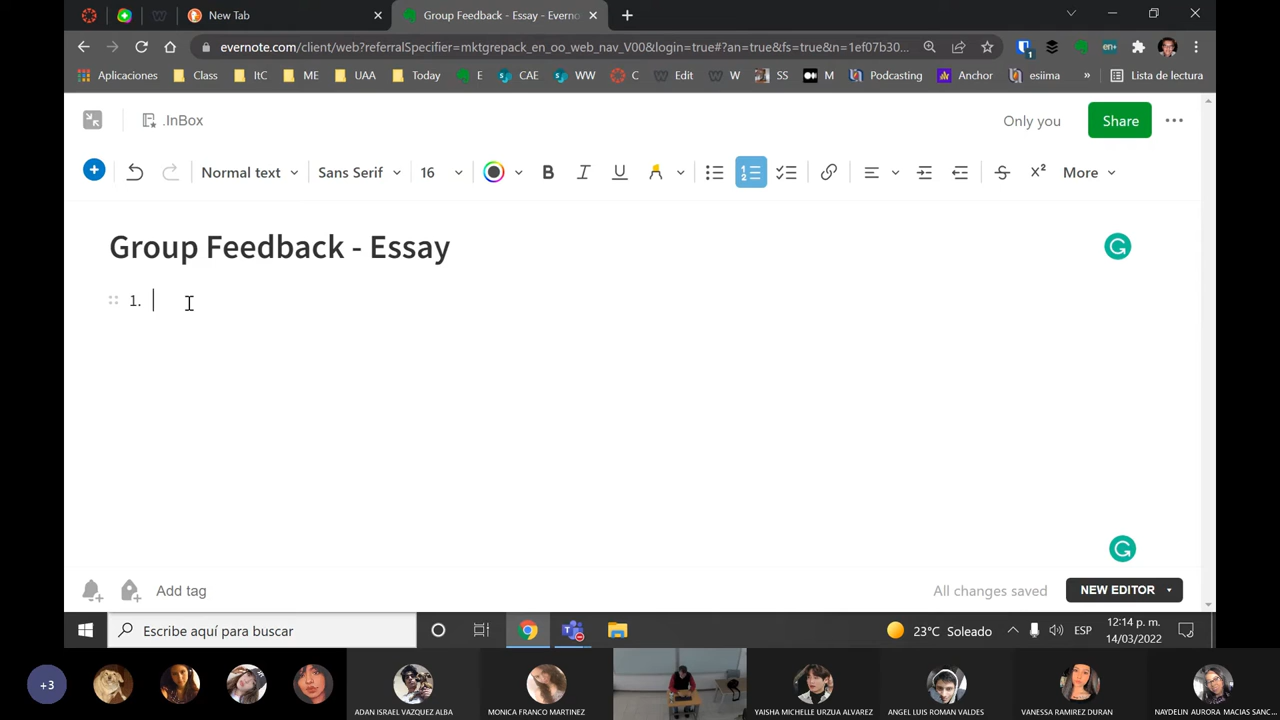 New Tab
Group Feedback - Essay - Everno
evernote.com/client/web?referralSpecifier=mktgrepack_en_oo_web_nav_V00&login=true#?an=true&fs=true&n=1ef07b30...
Aplicaciones Class ItC ME UAA Today E CAE WW C Edit W SS M Podcasting Anchor esiima » Lista de lectura
.InBox Only you Share
Normal text Sans Serif 16 B I U More
Group Feedback - Essay
1.
Add tag All changes saved NEW EDITOR
Escribe aquí para buscar 23°C Soleado ESP 12:14 p. m.
14/03/2022
+3
ADAN ISRAEL VAZQUEZ ALBA MONICA FRANCO MARTINEZ YAISHA MICHELLE URZUA ALVAREZ ANGEL LUIS ROMAN VALDES VANESSA RAMIREZ DURAN NAYDELIN AURORA MACIAS SANC...